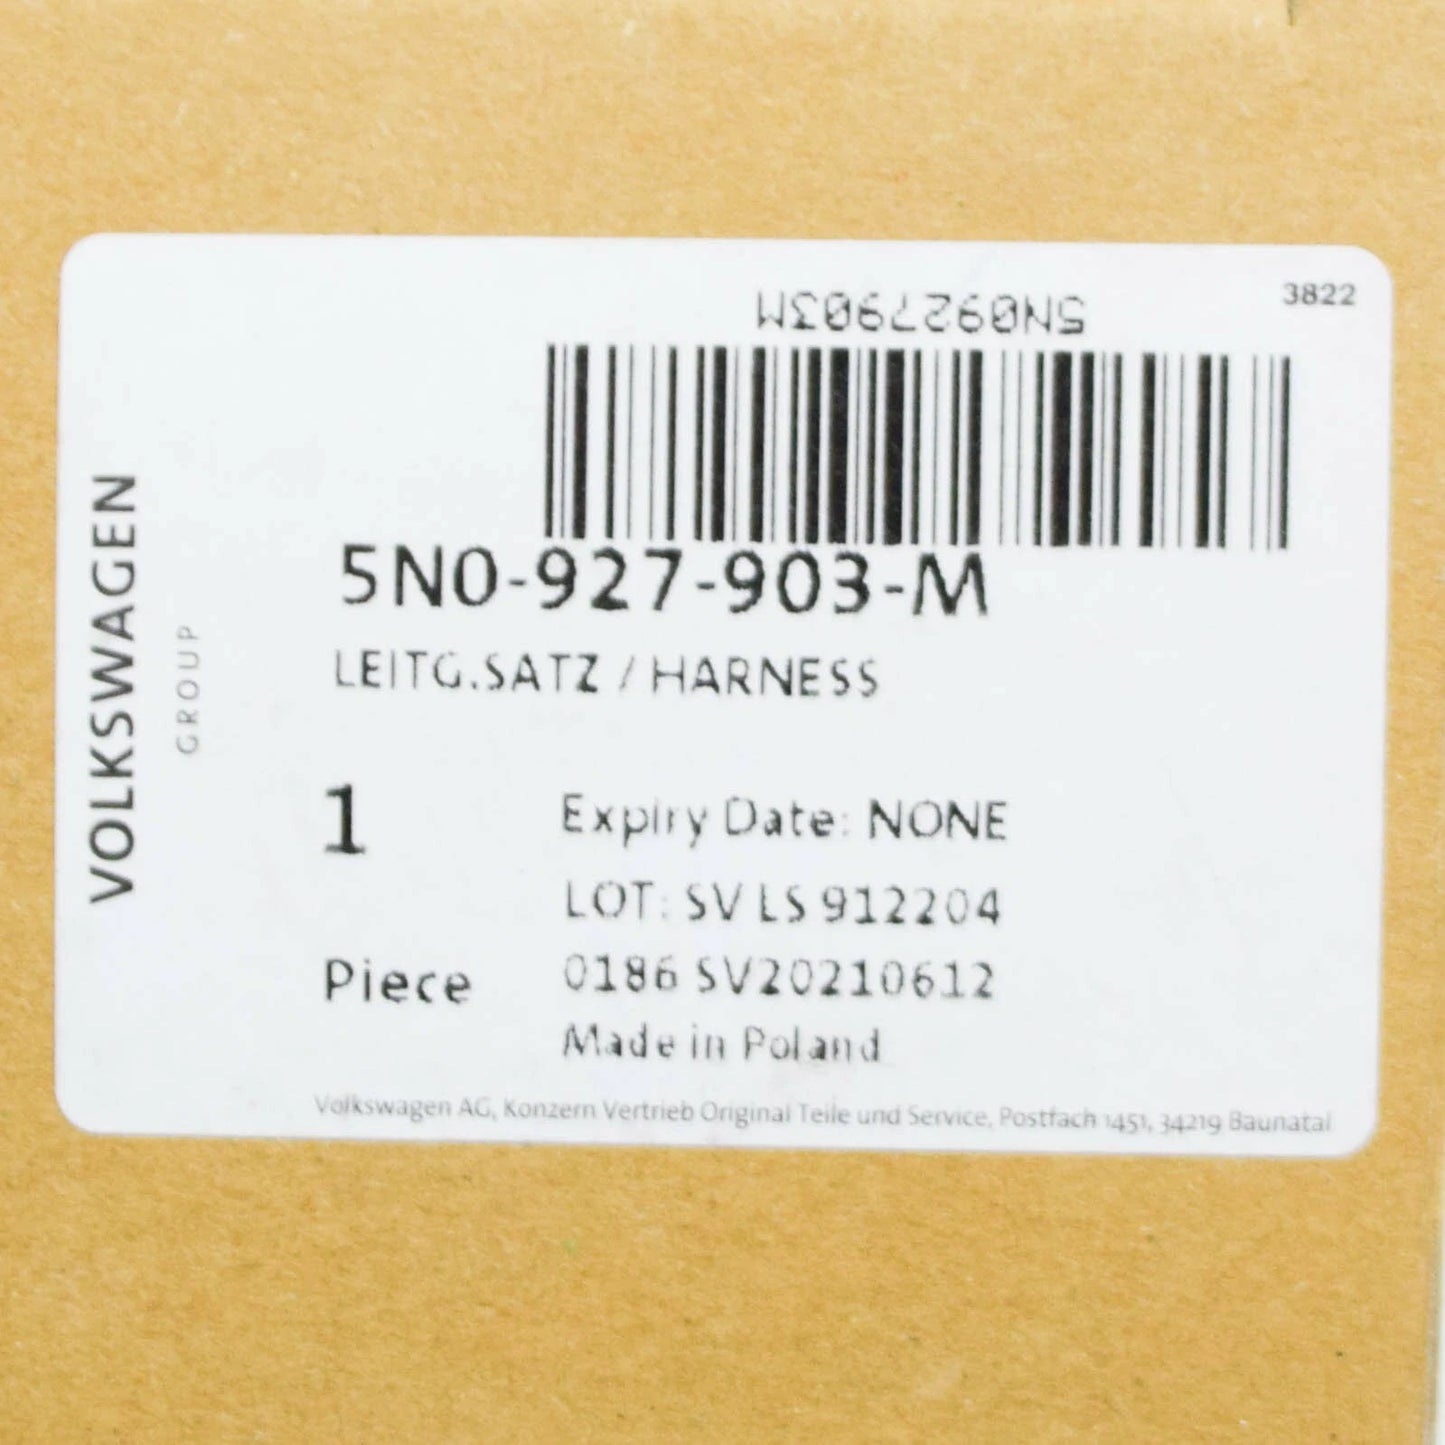 3822
5N0927903M
VOLKSWAGEN
GROUP
5N0-927-903-M
LEITG.SATZ / HARNESS
1
Expiry Date: NONE
LOT: SV LS 912204
Piece
0186 SV20210612
Made in Poland
Volkswagen AG, Konzern Vertrieb Original Teile und Service, Postfach 1451, 34219 Baunatal